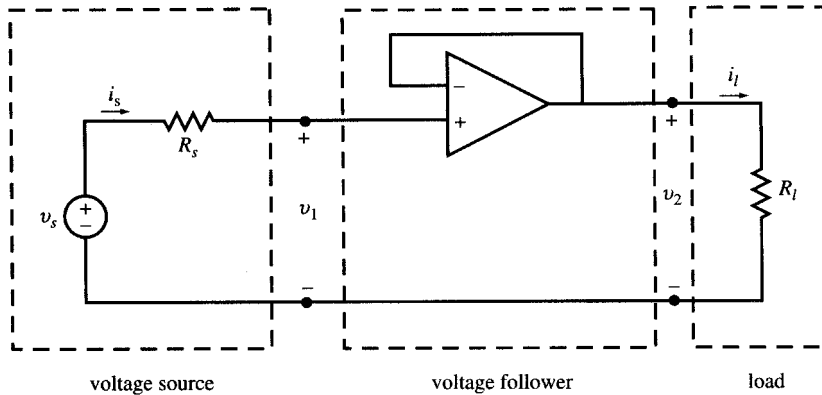 i_s
R_s
+
−
v_s
+
v_1
−
−
+
+
v_2
−
i_l
R_l
voltage source
voltage follower
load